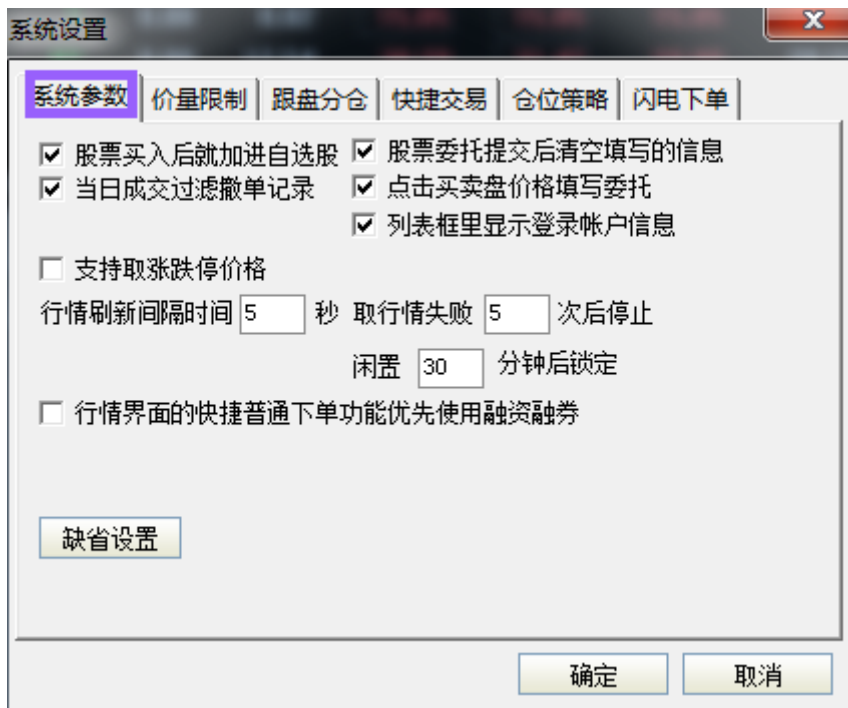 系统设置
系统参数 价量限制 跟盘分仓 快捷交易 仓位策略 闪电下单
股票买入后就加进自选股 股票委托提交后清空填写的信息
当日成交过滤撤单记录 点击买卖盘价格填写委托
列表框里显示登录帐户信息
支持取涨跌停价格
行情刷新间隔时间 5 秒 取行情失败 5 次后停止
闲置 30 分钟后锁定
行情界面的快捷普通下单功能优先使用融资融券
缺省设置
确定 取消